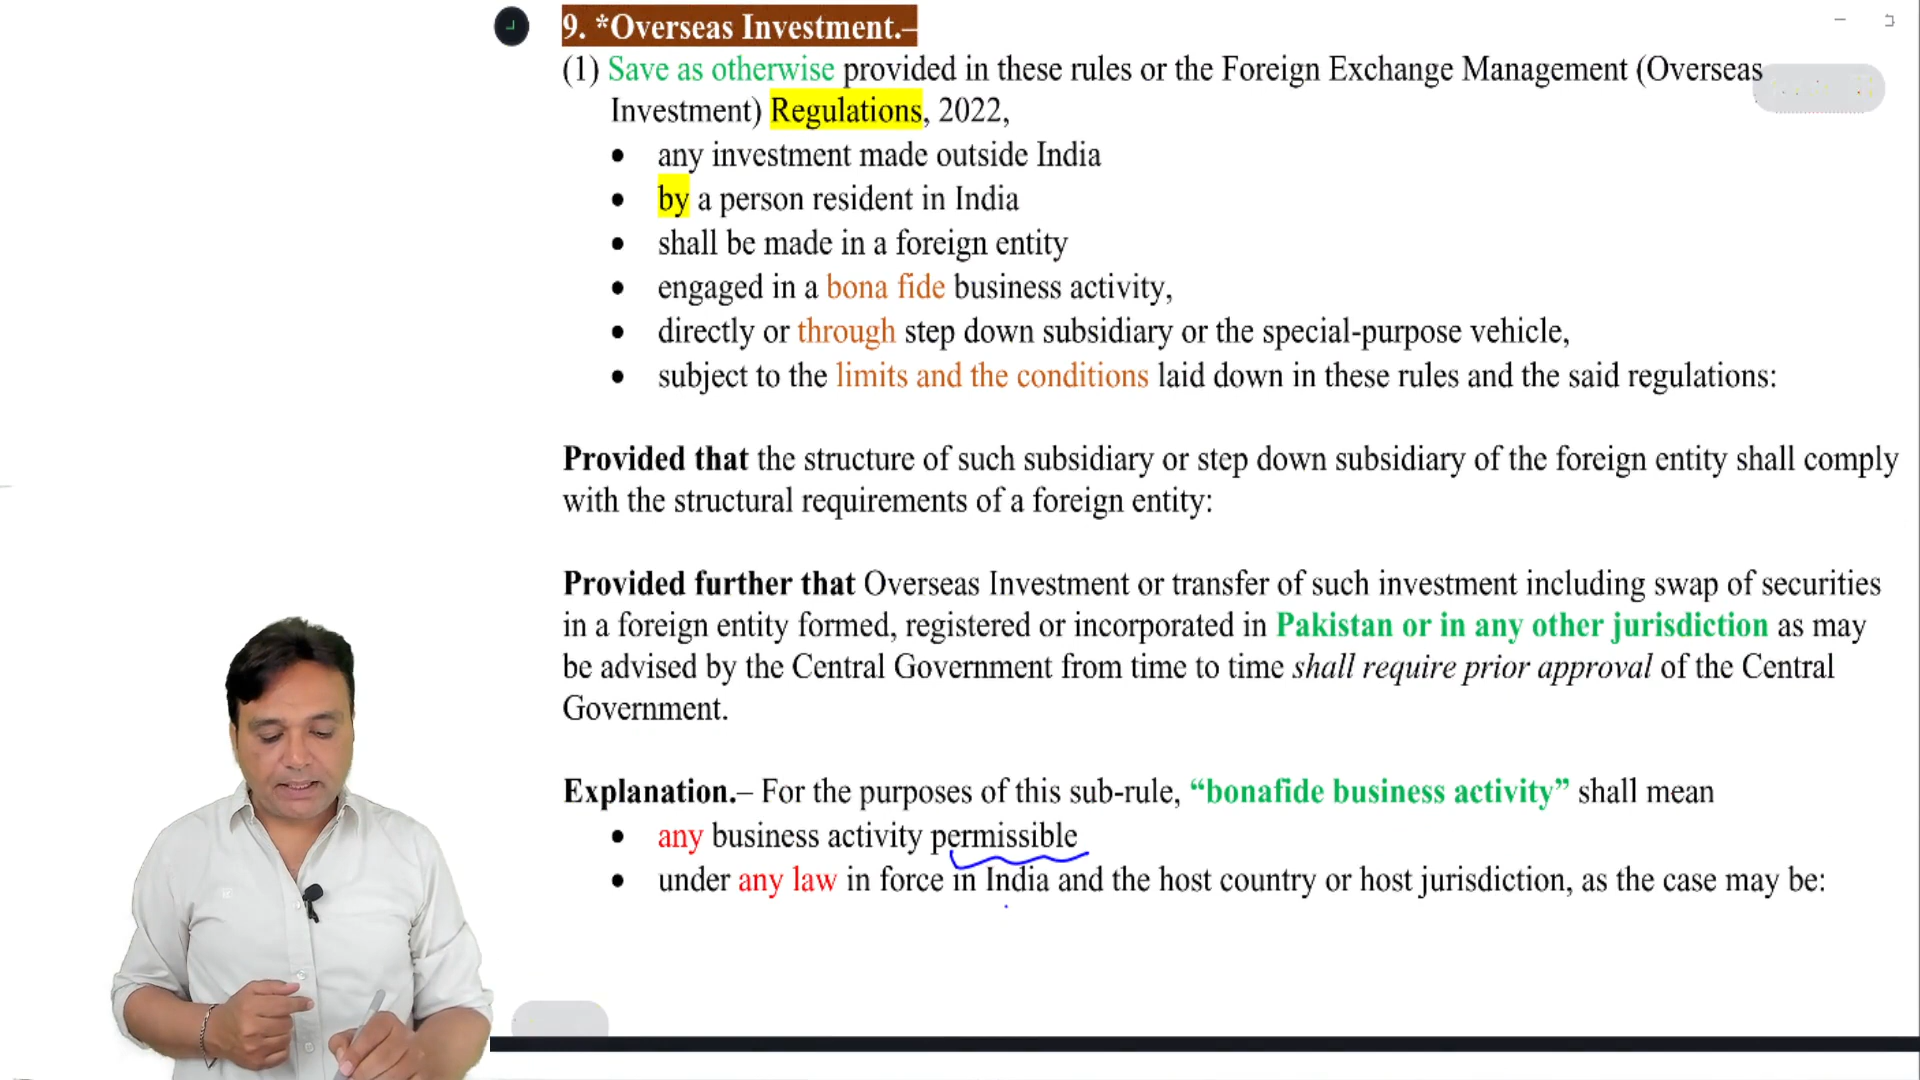 9. *Overseas Investment.–
(1) Save as otherwise provided in these rules or the Foreign Exchange Management (Overseas
Investment) Regulations, 2022,
• any investment made outside India
• by a person resident in India
• shall be made in a foreign entity
• engaged in a bona fide business activity,
• directly or through step down subsidiary or the special-purpose vehicle,
• subject to the limits and the conditions laid down in these rules and the said regulations:
Provided that the structure of such subsidiary or step down subsidiary of the foreign entity shall comply
with the structural requirements of a foreign entity:
Provided further that Overseas Investment or transfer of such investment including swap of securities
in a foreign entity formed, registered or incorporated in Pakistan or in any other jurisdiction as may
be advised by the Central Government from time to time shall require prior approval of the Central
Government.
Explanation.– For the purposes of this sub-rule, “bonafide business activity” shall mean
• any business activity permissible
• under any law in force in India and the host country or host jurisdiction, as the case may be: